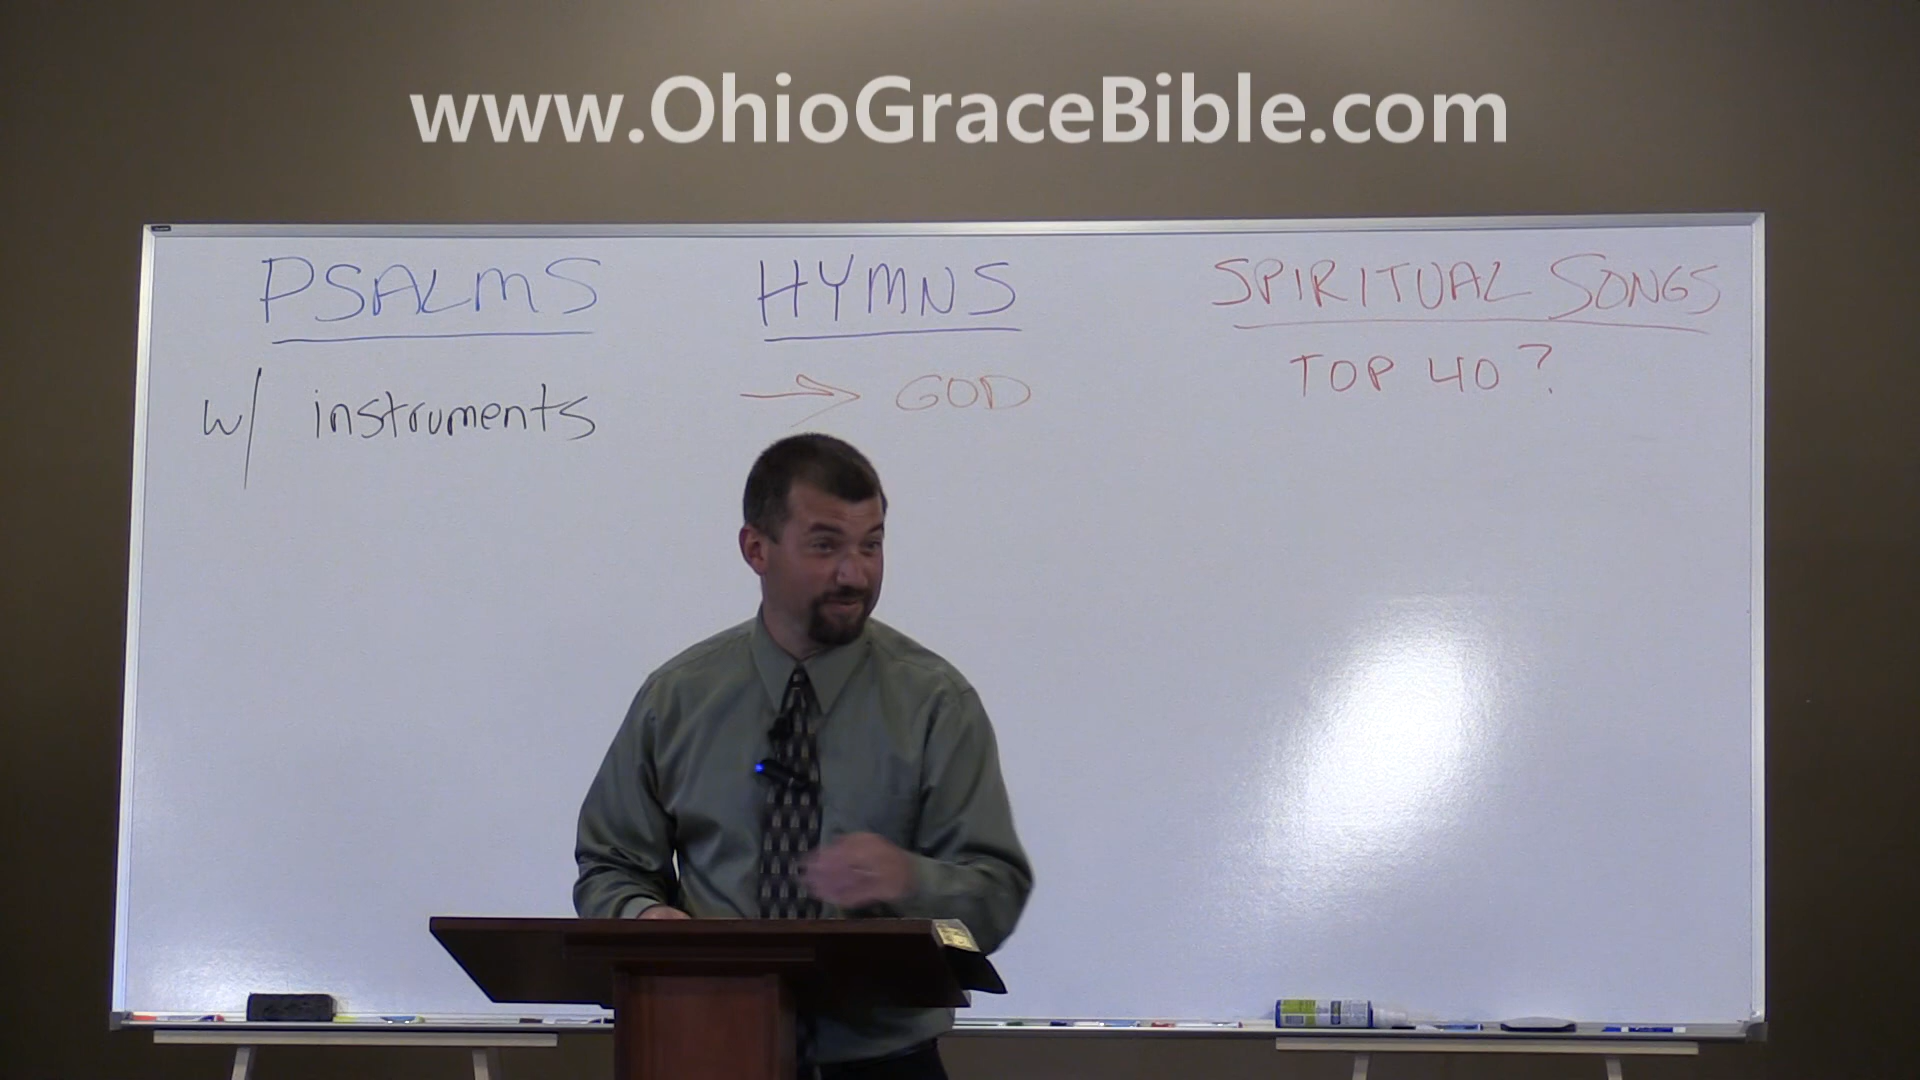 www.OhioGraceBible.com
PSALMS HYMNS SPIRITUAL SONGS
w/ instruments → GOD TOP 40?